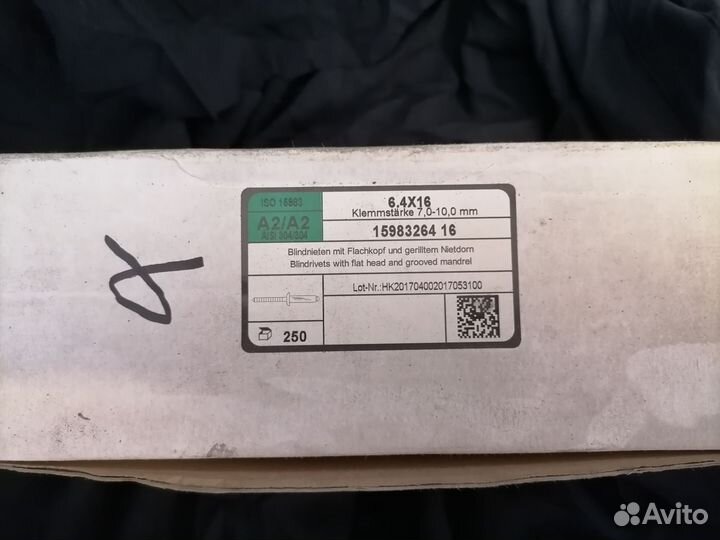 ISO 15983
6.4X16
Klemmstärke 7,0-10,0 mm
A2/A2
AISI 304/304
15983264 16
Blindnieten mit Flachkopf und gerilltem Nietdorn
Blindrivets with flat head and grooved mandrel
Lot-Nr.:HK201704002017053100
250
Avito